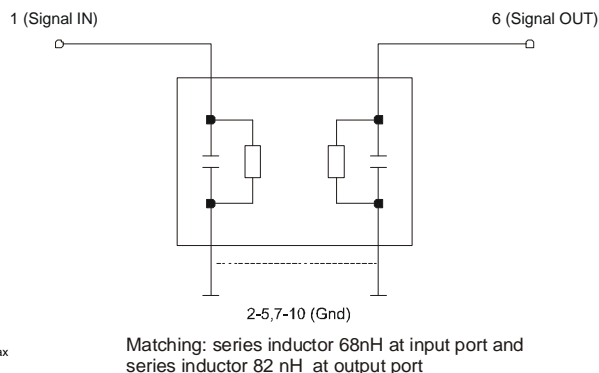 1 (Signal IN)
6 (Signal OUT)
2-5,7-10 (Gnd)
ax
Matching: series inductor 68nH at input port and
series inductor 82 nH at output port